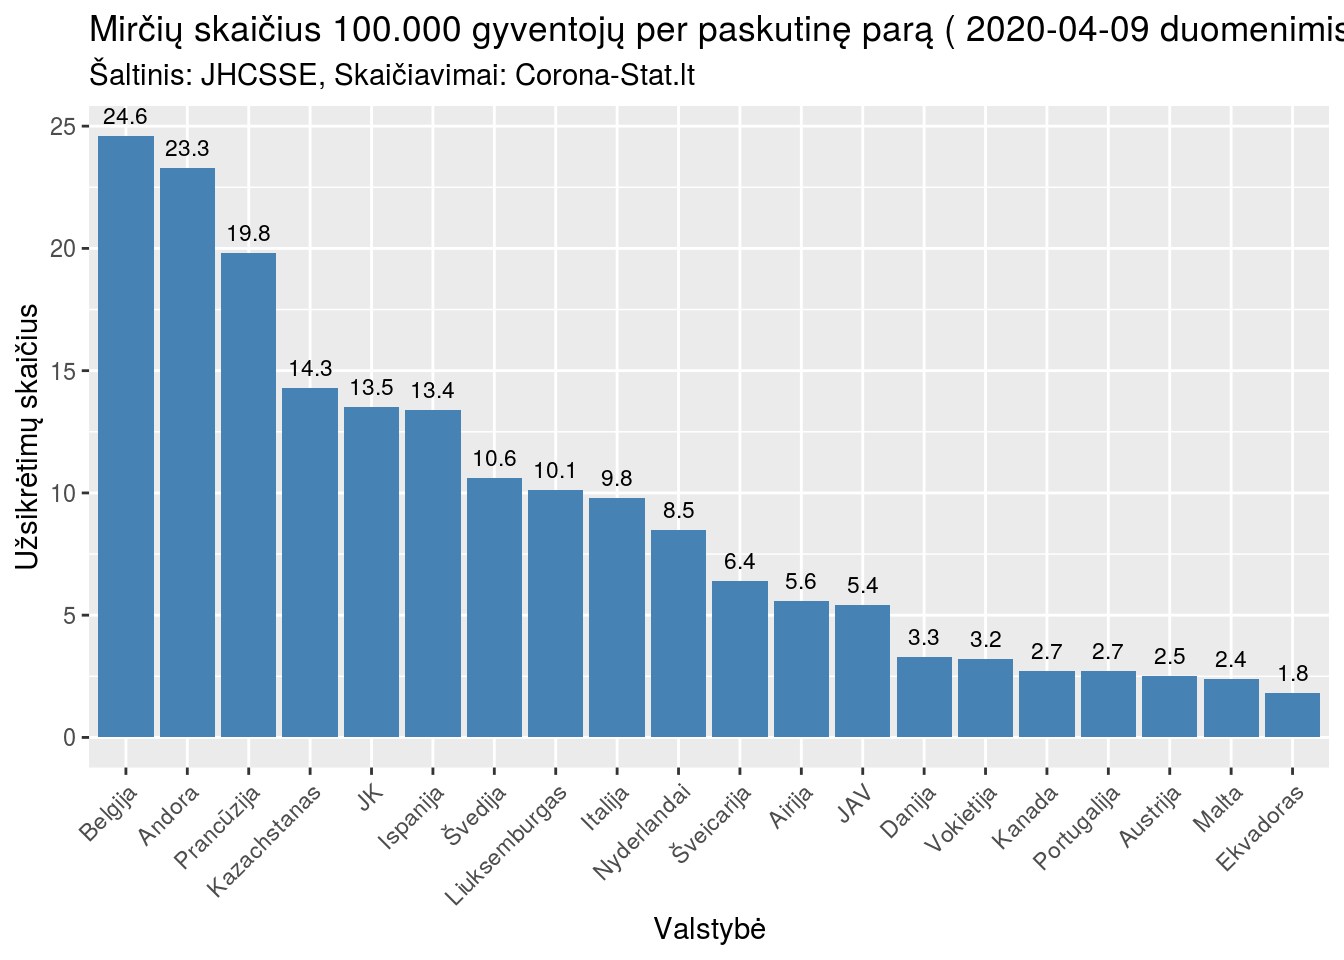 Mirčių skaičius 100.000 gyventojų per paskutinę parą ( 2020-04-09 duomenimis
Šaltinis: JHCSSE, Skaičiavimai: Corona-Stat.lt
Užsikrėtimų skaičius
25
20
15
10
5
0
24.6
23.3
19.8
14.3
13.5
13.4
10.6
10.1
9.8
8.5
6.4
5.6
5.4
3.3
3.2
2.7
2.7
2.5
2.4
1.8
Belgija
Andora
Prancūzija
Kazachstanas
JK
Ispanija
Švedija
Liuksemburgas
Italija
Nyderlandai
Šveicarija
Airija
JAV
Danija
Vokietija
Kanada
Portugalija
Austrija
Malta
Ekvadoras
Valstybė